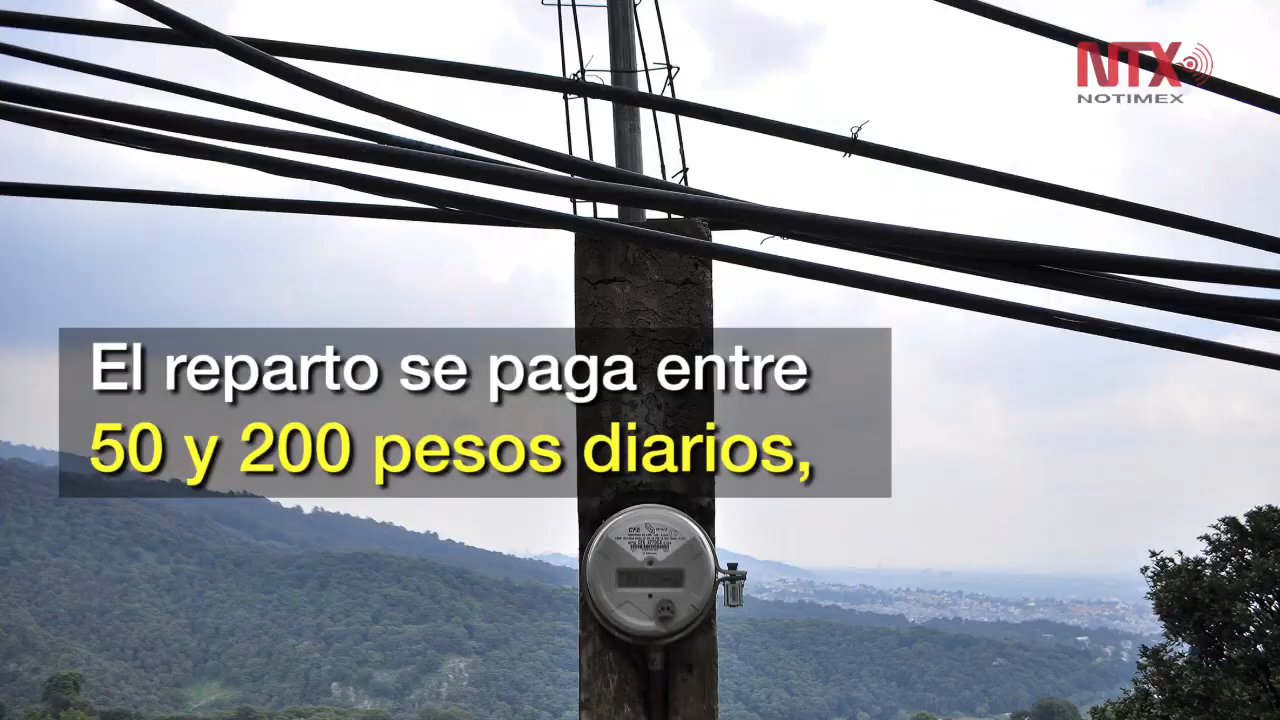 NTX
NOTIMEX
El reparto se paga entre
50 y 200 pesos diarios,
CFE